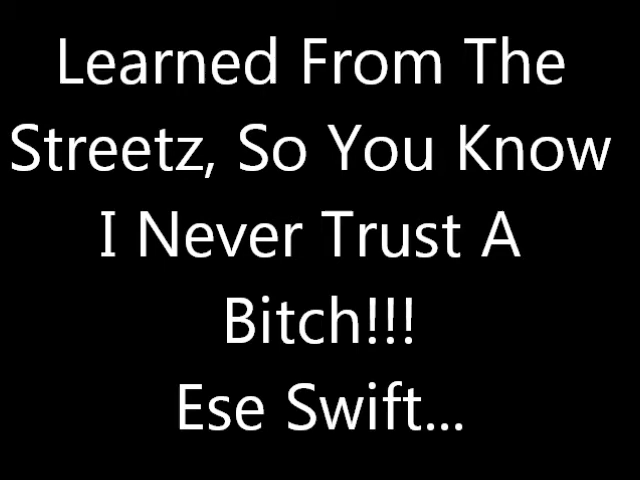 Learned From The
Streetz, So You Know
I Never Trust A
Bitch!!!
Ese Swift...